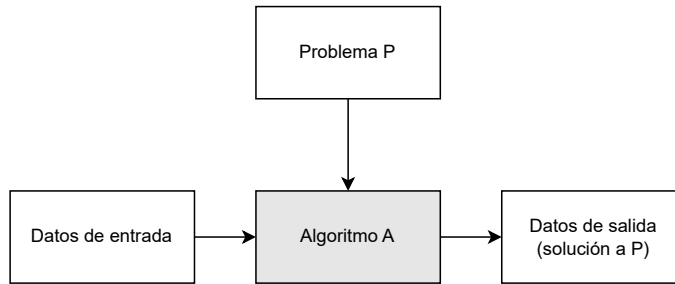 Problema P
Datos de entrada
Algoritmo A
Datos de salida
(solución a P)